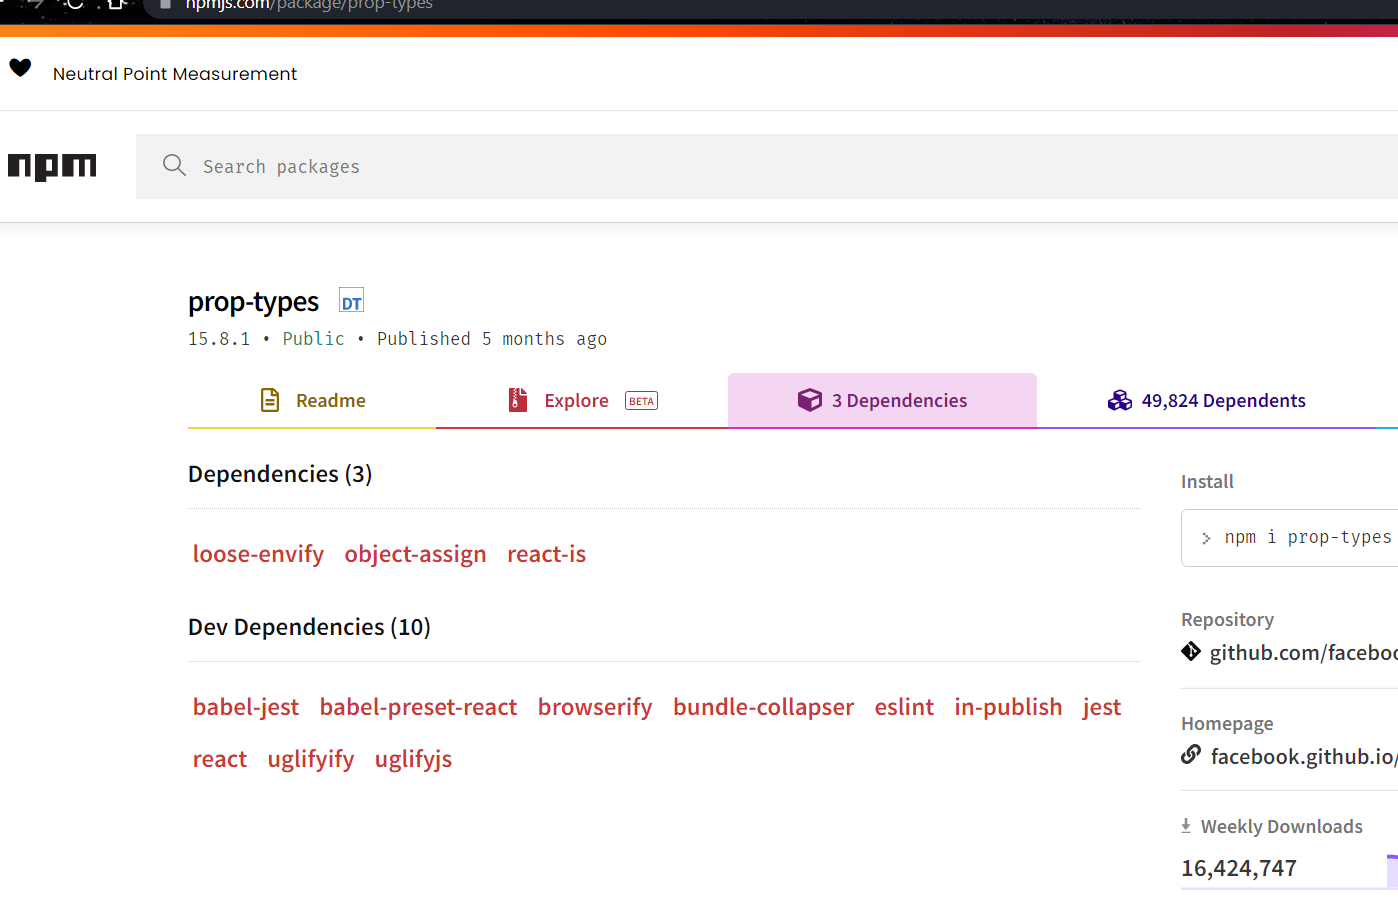 npmjs.com/package/prop-types
Neutral Point Measurement
npm
Search packages
prop-types DT
15.8.1 • Public • Published 5 months ago
Readme
Explore BETA
3 Dependencies
49,824 Dependents
Dependencies (3)
loose-envify object-assign react-is
Dev Dependencies (10)
babel-jest babel-preset-react browserify bundle-collapser eslint in-publish jest
react uglifyify uglifyjs
Install
> npm i prop-types
Repository
github.com/faceboo
Homepage
facebook.github.io/
Weekly Downloads
16,424,747